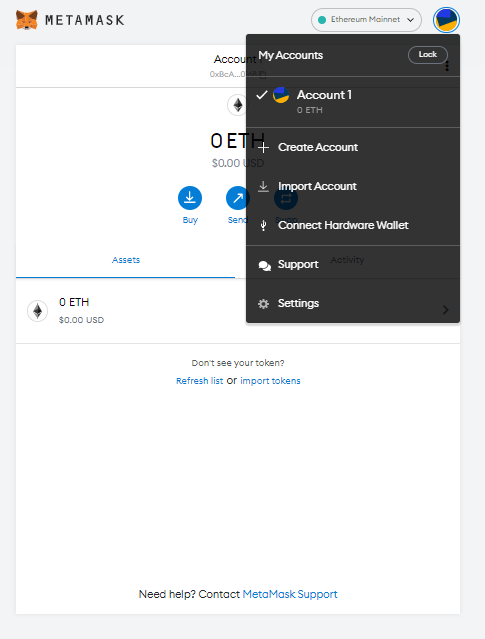 METAMASK
Ethereum Mainnet
My Accounts
Lock
Account
Account 1
0 ETH
Create Account
0 ETH
$0.00 USD
Import Account
Buy
Send
Connect Hardware Wallet
Assets
Activity
Support
0 ETH
$0.00 USD
Settings
Don't see your token?
Refresh list or import tokens
Need help? Contact MetaMask Support